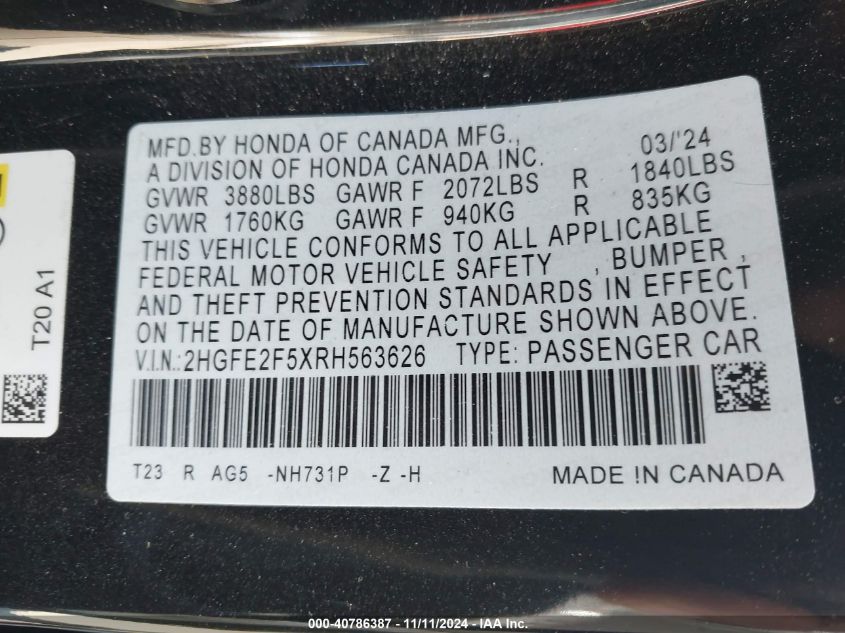 MFD.BY HONDA OF CANADA MFG., 03/'24
A DIVISION OF HONDA CANADA INC.
GVWR 3880LBS GAWR F 2072LBS R 1840LBS
GVWR 1760KG GAWR F 940KG R 835KG
THIS VEHICLE CONFORMS TO ALL APPLICABLE
FEDERAL MOTOR VEHICLE SAFETY , BUMPER ,
AND THEFT PREVENTION STANDARDS IN EFFECT
ON THE DATE OF MANUFACTURE SHOWN ABOVE.
V.I.N.:2HGFE2F5XRH563626 TYPE: PASSENGER CAR
T23 R AG5 -NH731P -Z -H MADE IN CANADA
T20 A1
000-40786387 - 11/11/2024 - IAA Inc.